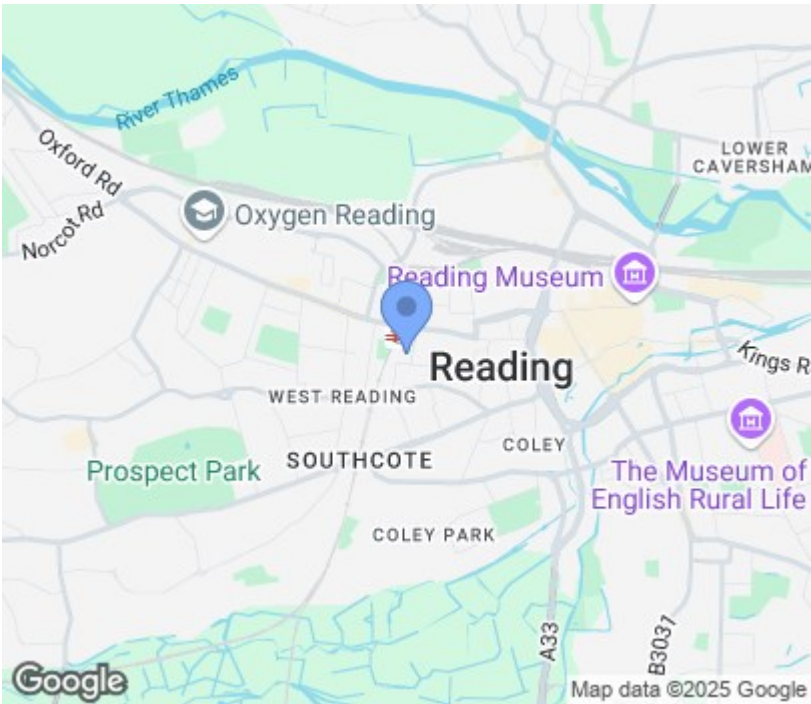 River Thames
Oxford Rd
LOWER
CAVERSHAM
Norcot Rd
Oxygen Reading
Reading Museum
Kings R
Reading
WEST READING
COLEY
SOUTHCOTE
Prospect Park
The Museum of
English Rural Life
COLEY PARK
A33
B3031
Google
Map data ©2025 Google